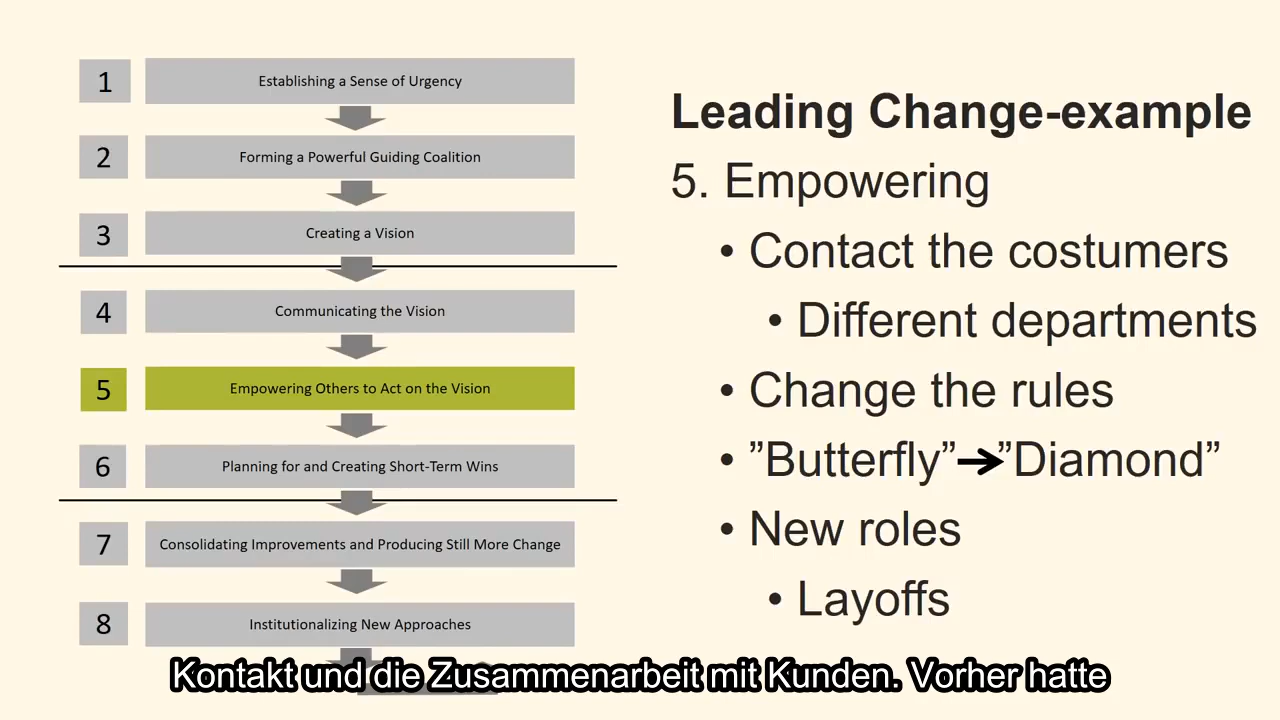 1 Establishing a Sense of Urgency
2 Forming a Powerful Guiding Coalition
3 Creating a Vision
4 Communicating the Vision
5 Empowering Others to Act on the Vision
6 Planning for and Creating Short-Term Wins
7 Consolidating Improvements and Producing Still More Change
8 Institutionalizing New Approaches
Leading Change-example
5. Empowering
• Contact the costumers
• Different departments
• Change the rules
• ”Butterfly”→”Diamond”
• New roles
• Layoffs
Kontakt und die Zusammenarbeit mit Kunden. Vorher hatte